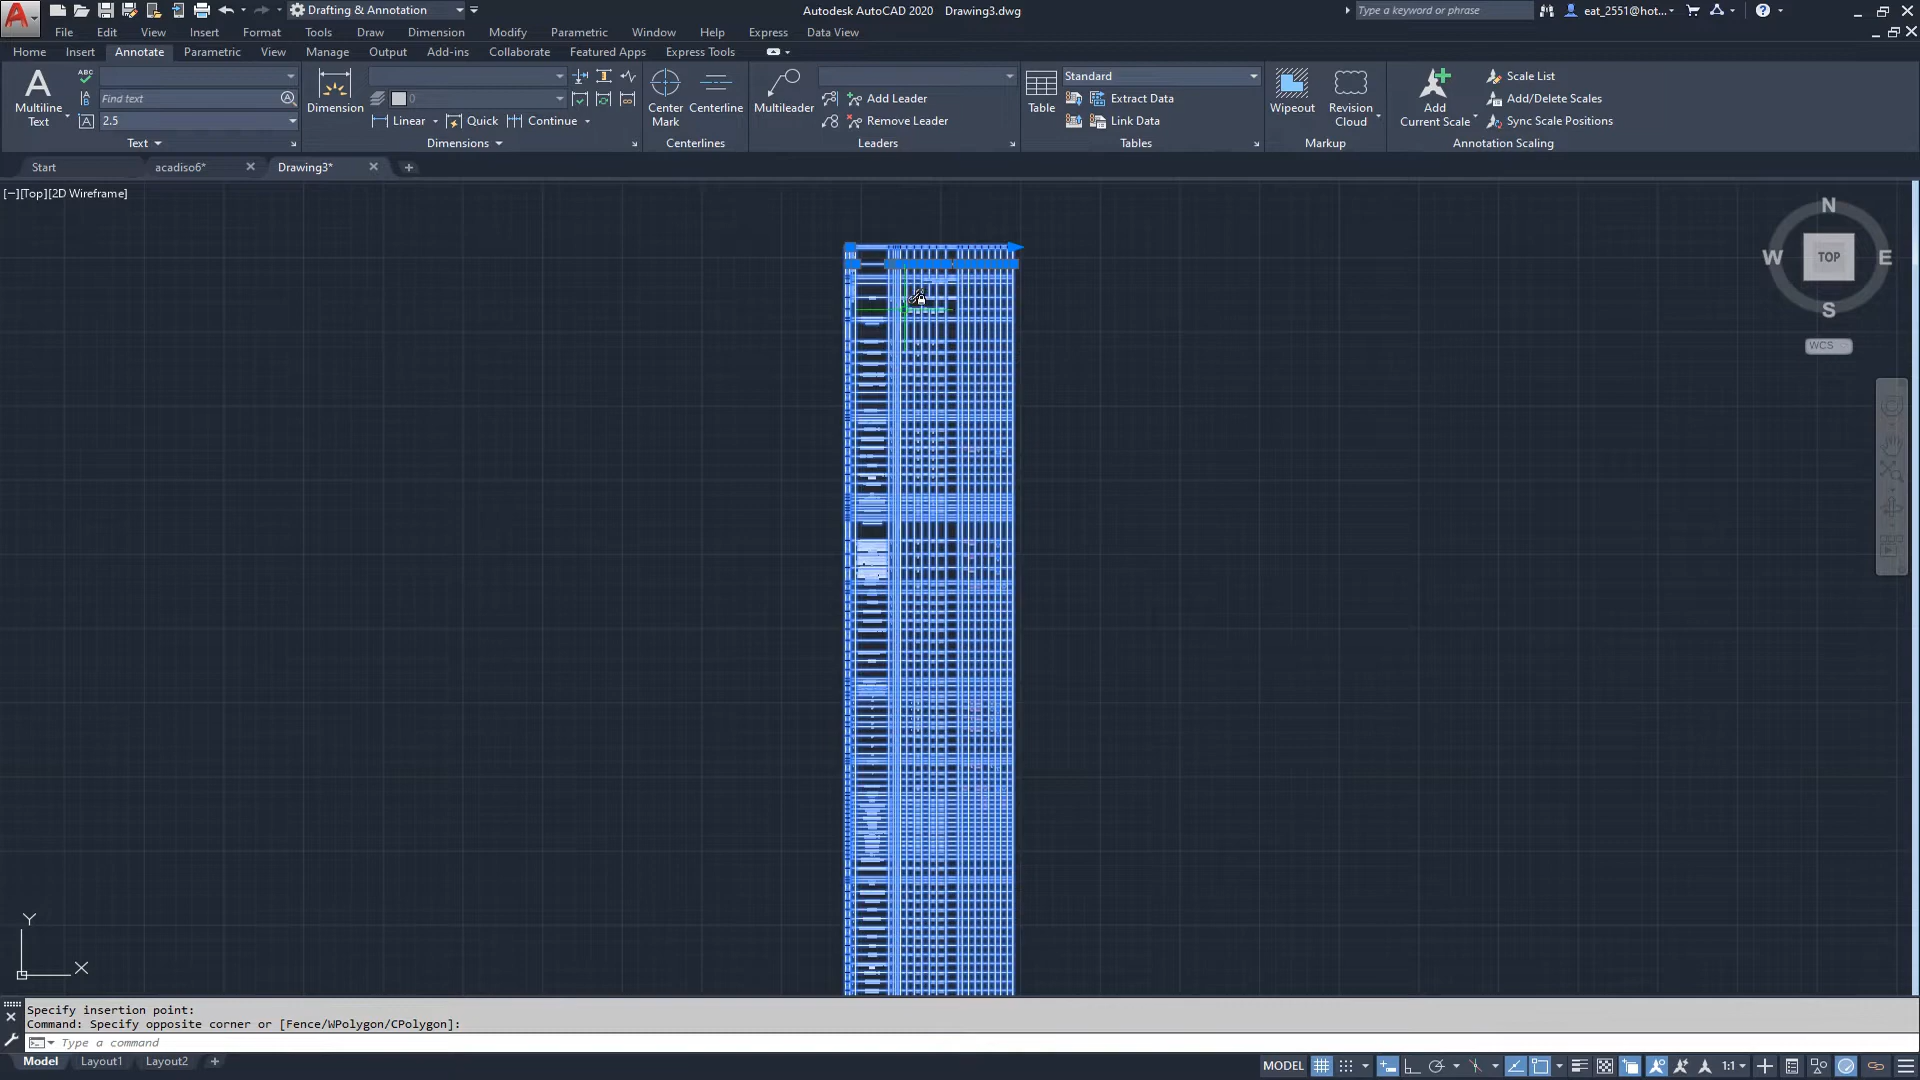 Drafting & Annotation
Autodesk AutoCAD 2020 Drawing3.dwg
Type a keyword or phrase
eat_2551@hot...
File Edit View Insert Format Tools Draw Dimension Modify Parametric Window Help Express Data View
Home Insert Annotate Parametric View Manage Output Add-ins Collaborate Featured Apps Express Tools
Multiline Text
ABC
Find text
2.5
Text
Dimension
0
Linear Quick Continue
Dimensions
Center Mark
Centerline
Centerlines
Multileader
Add Leader
Remove Leader
Leaders
Table
Standard
Extract Data
Link Data
Tables
Wipeout
Revision Cloud
Markup
Add Current Scale
Scale List
Add/Delete Scales
Sync Scale Positions
Annotation Scaling
Start acadiso6* Drawing3*
[−][Top][2D Wireframe]
N
W TOP E
S
WCS
Y
X
Specify insertion point:
Command: Specify opposite corner or [Fence/WPolygon/CPolygon]:
Type a command
Model Layout1 Layout2
MODEL 1:1